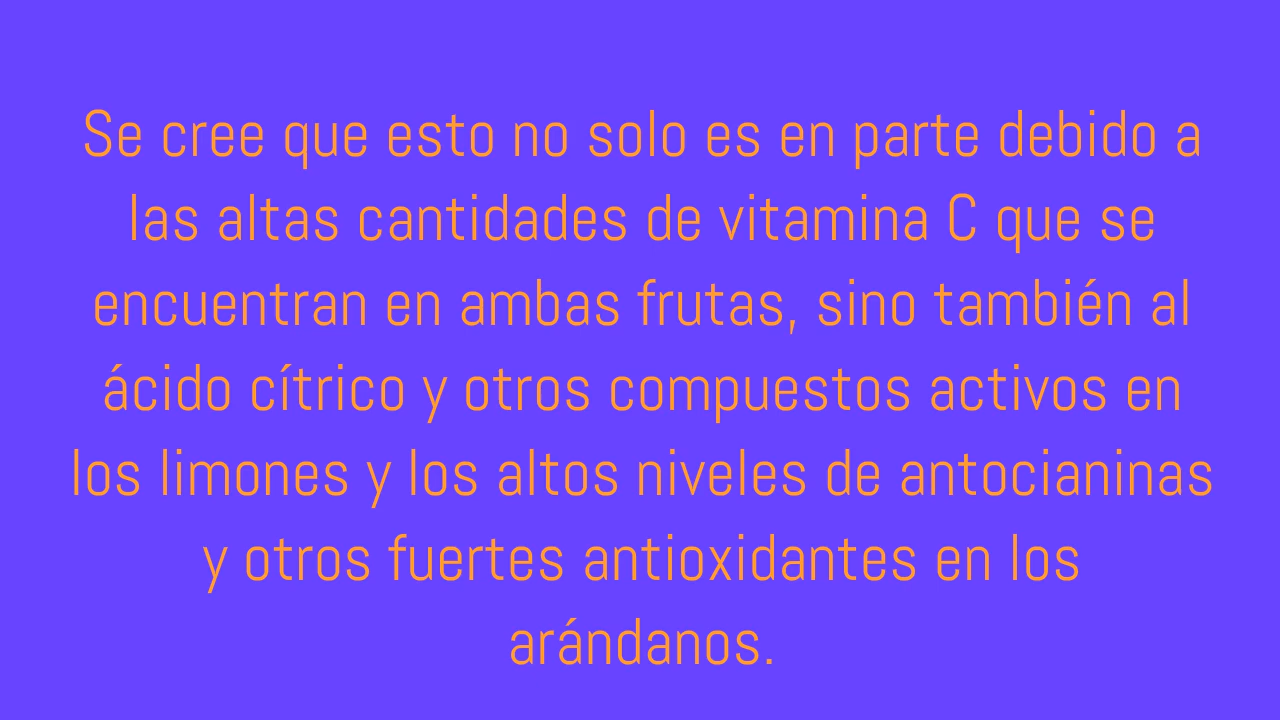 Se cree que esto no solo es en parte debido a
las altas cantidades de vitamina C que se
encuentran en ambas frutas, sino también al
ácido cítrico y otros compuestos activos en
los limones y los altos niveles de antocianinas
y otros fuertes antioxidantes en los
arándanos.